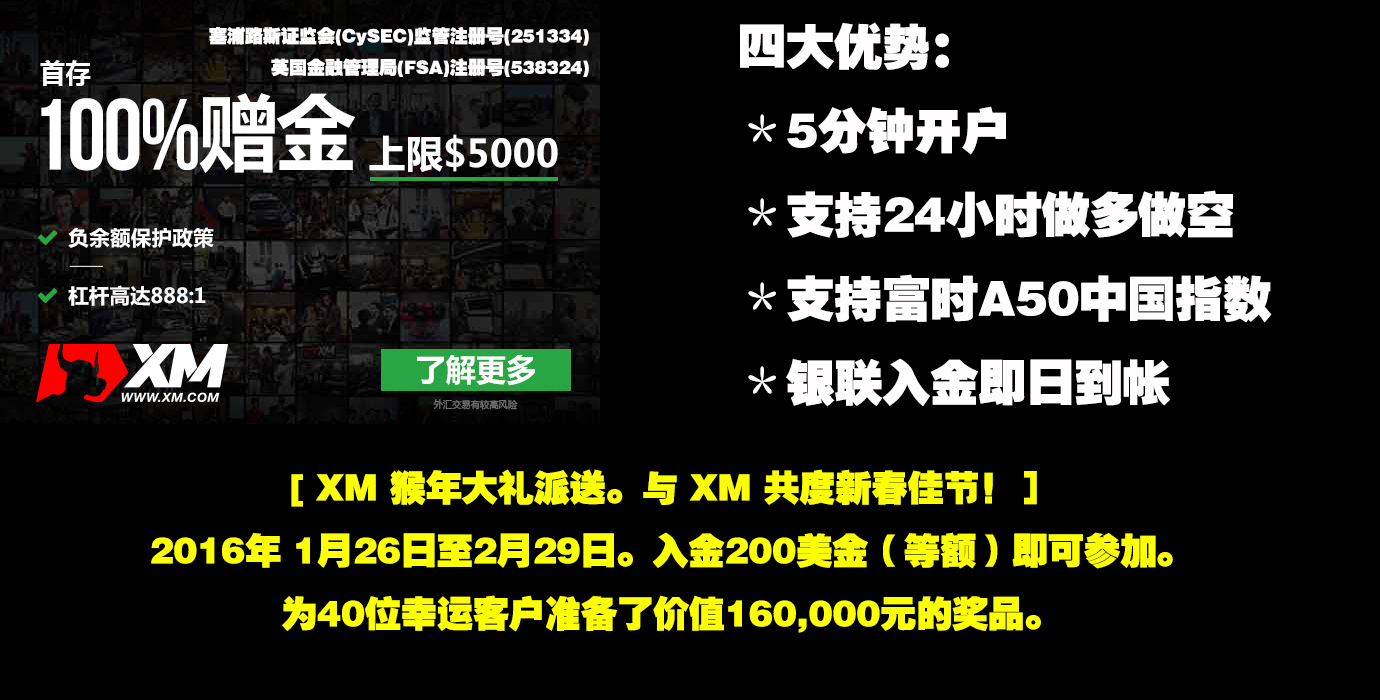 塞浦路斯证监会(CySEC)监管注册号(251334)
英国金融管理局(FSA)注册号(538324)
首存
100%赠金 上限$5000
负余额保护政策
杠杆高达888:1
XM
WWW.XM.COM
了解更多
外汇交易有较高风险
四大优势：
＊5分钟开户
＊支持24小时做多做空
＊支持富时A50中国指数
＊银联入金即日到帐
[ XM 猴年大礼派送。与 XM 共度新春佳节！ ]
2016年 1月26日至2月29日。入金200美金（等额）即可参加。
为40位幸运客户准备了价值160,000元的奖品。